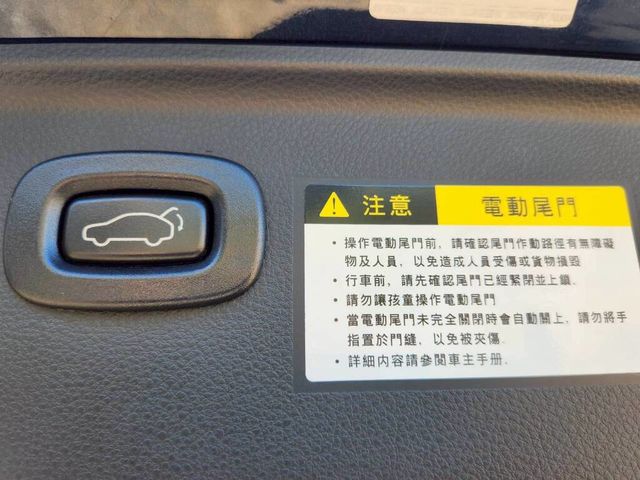 注意 電動尾門
• 操作電動尾門前，請確認尾門作動路徑有無障礙
物及人員，以免造成人員受傷或貨物損毀
• 行車前，請先確認尾門已經緊閉並上鎖.
• 請勿讓孩童操作電動尾門
• 當電動尾門未完全關閉時會自動關上，請勿將手
指置於門縫，以免被夾傷.
• 詳細內容請參閱車主手册.